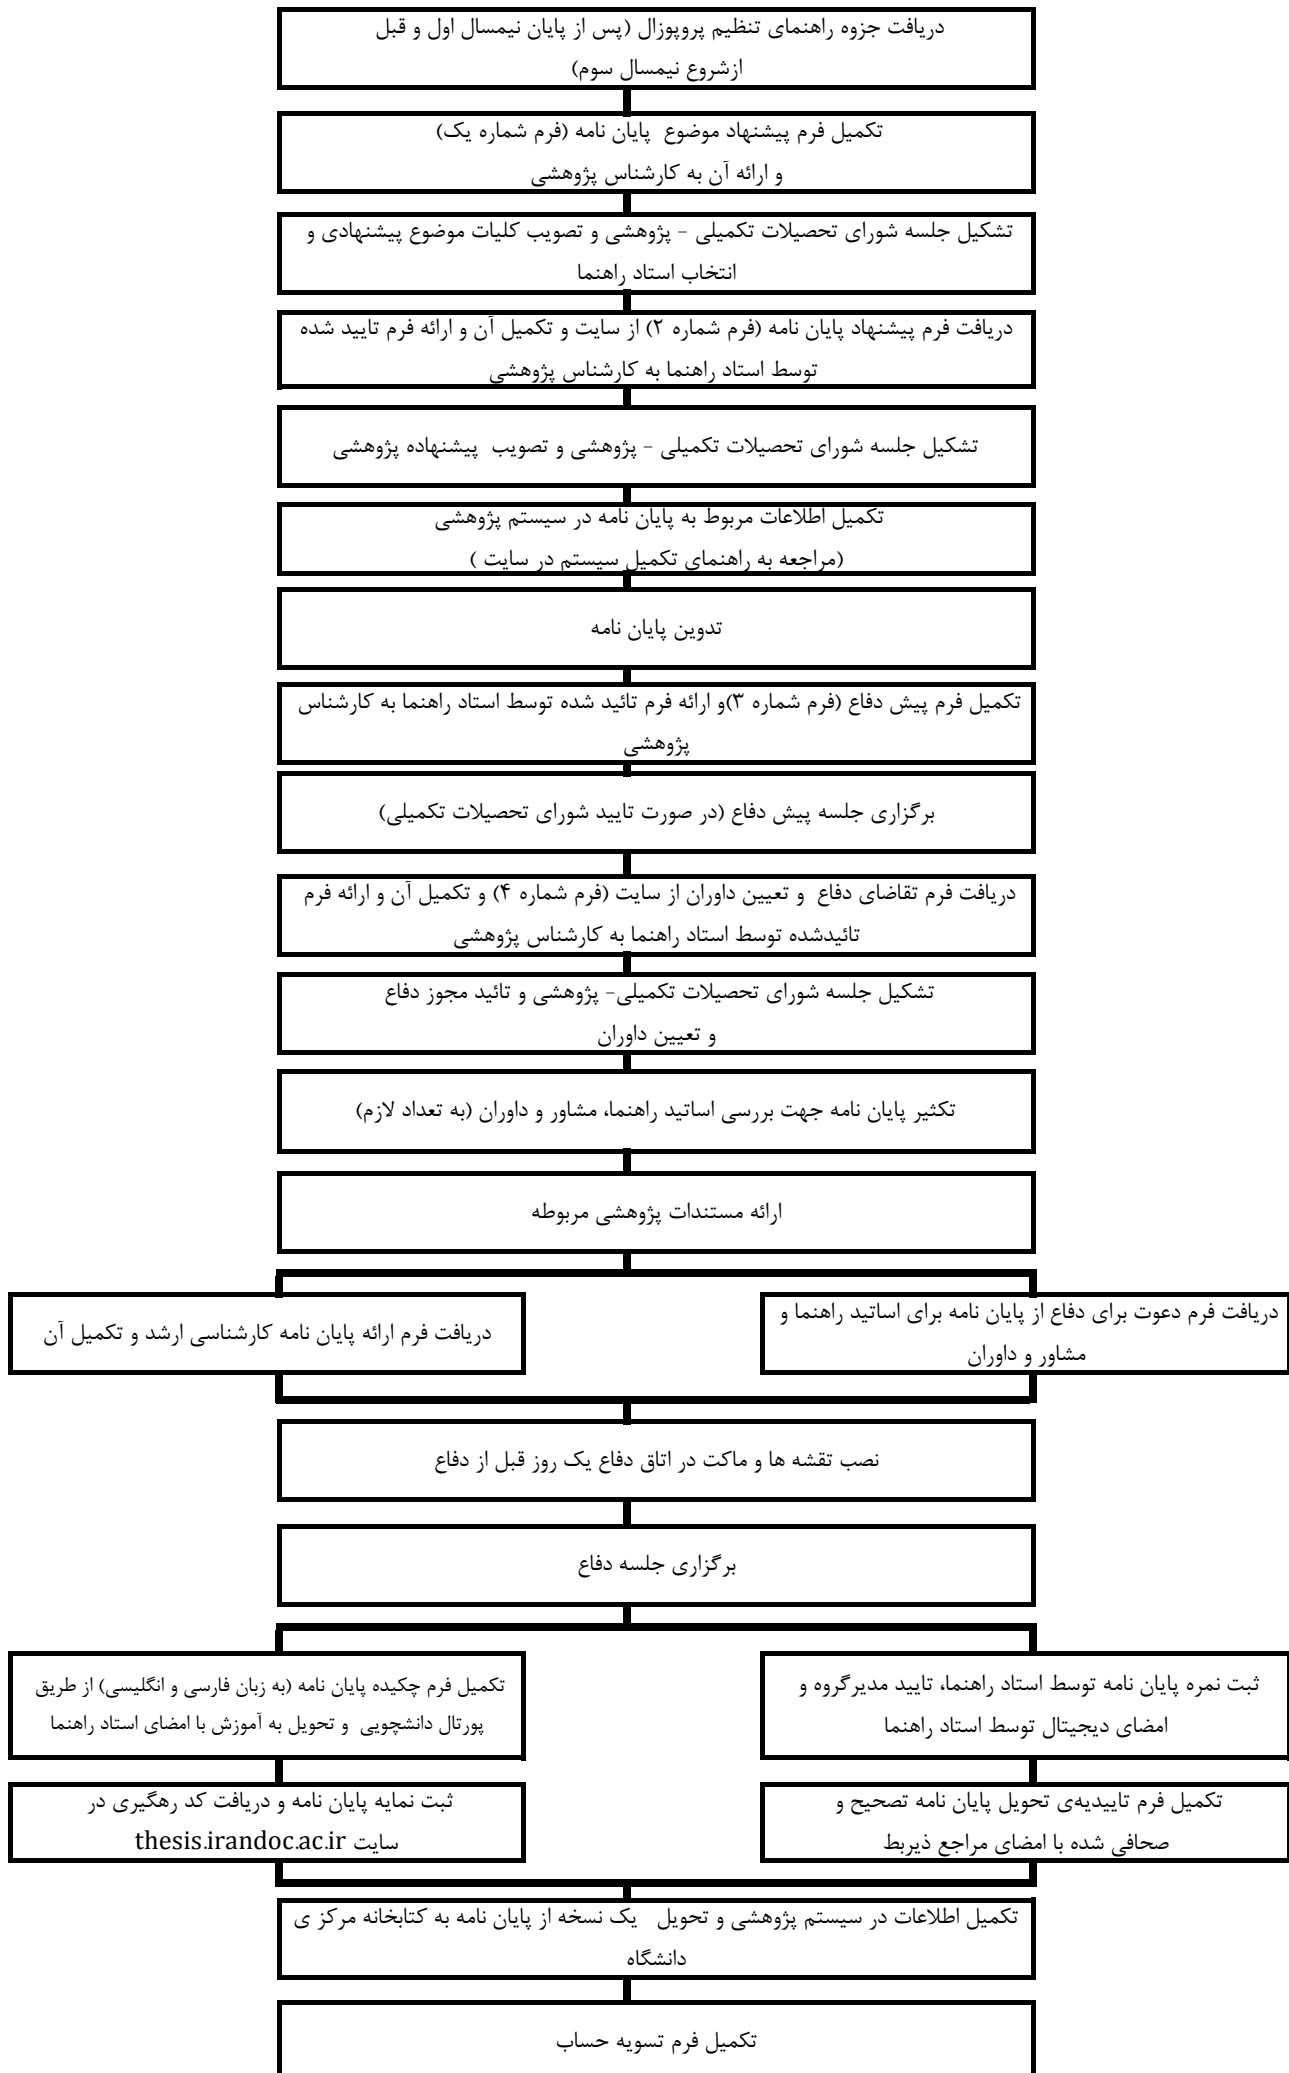 دریافت جزوه راهنمای تنظیم پروپوزال (پس از پایان نیمسال اول و قبل
ازشروع نیمسال سوم)
تکمیل فرم پیشنهاد موضوع پایان نامه (فرم شماره یک)
و ارائه آن به کارشناس پژوهشی
تشکیل جلسه شورای تحصیلات تکمیلی - پژوهشی و تصویب کلیات موضوع پیشنهادی و
انتخاب استاد راهنما
دریافت فرم پیشنهاد پایان نامه (فرم شماره ۲) از سایت و تکمیل آن و ارائه فرم تایید شده
توسط استاد راهنما به کارشناس پژوهشی
تشکیل جلسه شورای تحصیلات تکمیلی - پژوهشی و تصویب پیشنهاده پژوهشی
تکمیل اطلاعات مربوط به پایان نامه در سیستم پژوهشی
(مراجعه به راهنمای تکمیل سیستم در سایت )
تدوین پایان نامه
تکمیل فرم پیش دفاع (فرم شماره ۳)و ارائه فرم تائید شده توسط استاد راهنما به کارشناس
پژوهشی
برگزاری جلسه پیش دفاع (در صورت تایید شورای تحصیلات تکمیلی)
دریافت فرم تقاضای دفاع و تعیین داوران از سایت (فرم شماره ۴) و تکمیل آن و ارائه فرم
تائیدشده توسط استاد راهنما به کارشناس پژوهشی
تشکیل جلسه شورای تحصیلات تکمیلی- پژوهشی و تائید مجوز دفاع
و تعیین داوران
تکثیر پایان نامه جهت بررسی اساتید راهنما، مشاور و داوران (به تعداد لازم)
ارائه مستندات پژوهشی مربوطه
دریافت فرم دعوت برای دفاع از پایان نامه برای اساتید راهنما و
مشاور و داوران
دریافت فرم ارائه پایان نامه کارشناسی ارشد و تکمیل آن
نصب تقشه ها و ماکت در اتاق دفاع یک روز قبل از دفاع
برگزاری جلسه دفاع
ثبت نمره پایان نامه توسط استاد راهنما، تایید مدیرگروه و
امضای دیجیتال توسط استاد راهنما
تکمیل فرم چکیده پایان نامه (به زبان فارسی و انگلیسی) از طریق
پورتال دانشجویی و تحویل به آموزش با امضای استاد راهنما
تکمیل فرم تاییدیه‌ی تحویل پایان نامه تصحیح و
صحافی شده با امضای مراجع ذیربط
ثبت نمایه پایان نامه و دریافت کد رهگیری در
سایت thesis.irandoc.ac.ir
تکمیل اطلاعات در سیستم پژوهشی و تحویل یک نسخه از پایان نامه به کتابخانه مرکز ی
دانشگاه
تکمیل فرم تسویه حساب